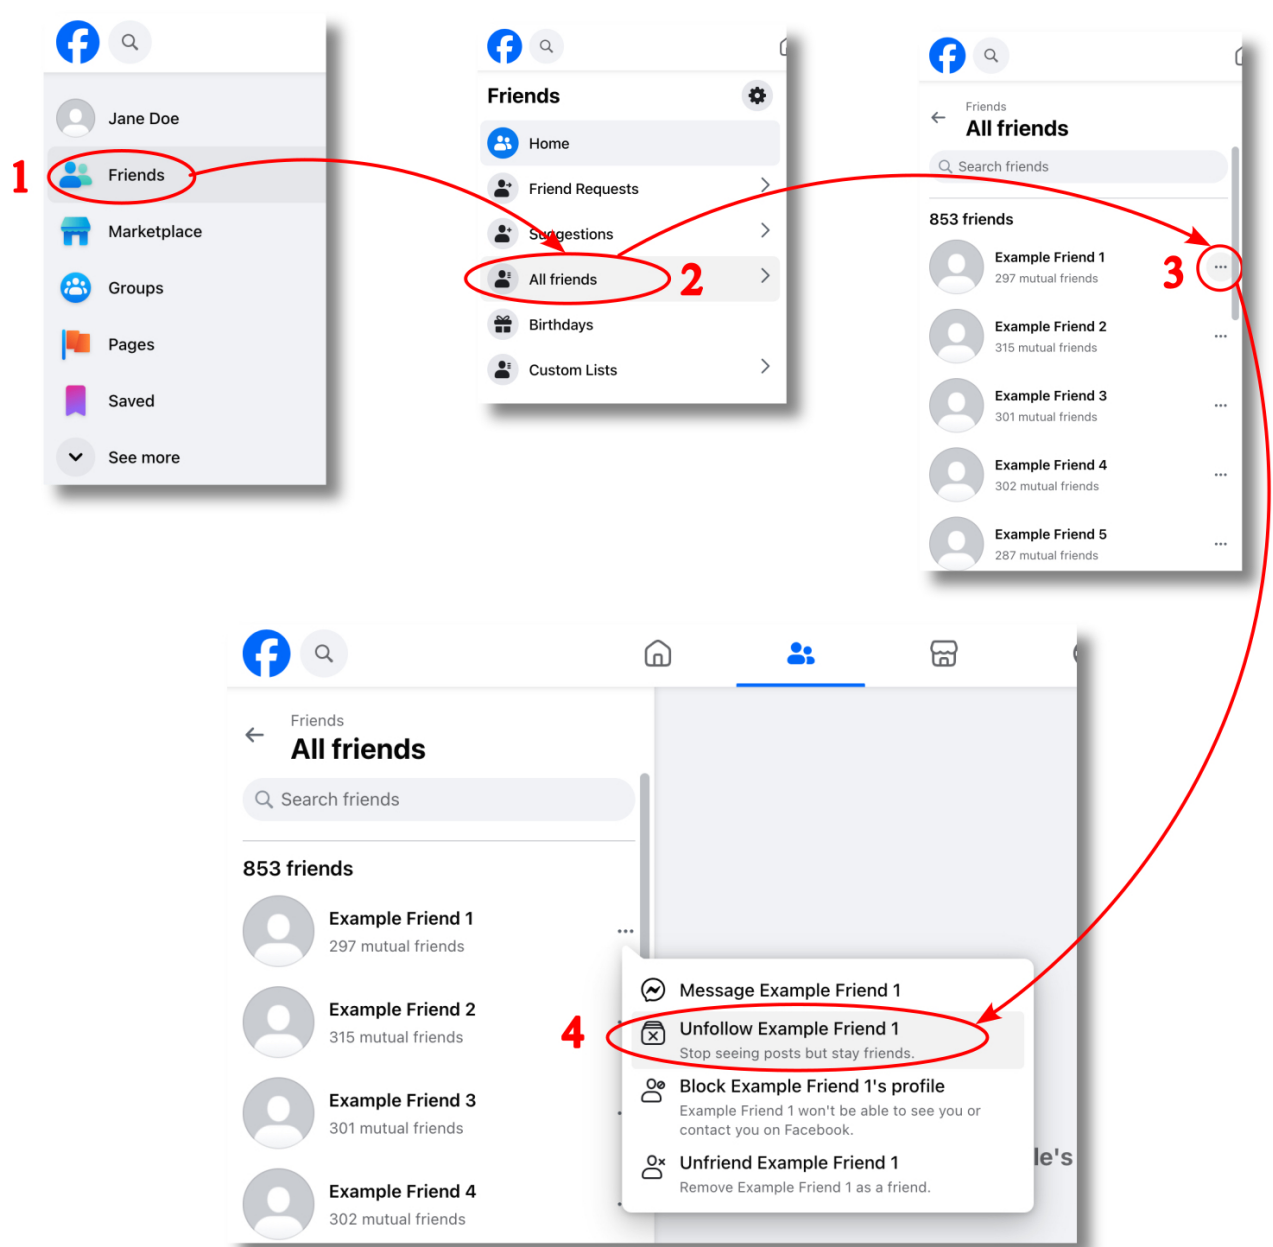 1
Jane Doe
Friends
Marketplace
Groups
Pages
Saved
See more
Friends
Home
Friend Requests
Suggestions
All friends
2
Birthdays
Custom Lists
Friends
All friends
Search friends
853 friends
Example Friend 1
297 mutual friends
3
...
Example Friend 2
315 mutual friends
...
Example Friend 3
301 mutual friends
...
Example Friend 4
302 mutual friends
...
Example Friend 5
287 mutual friends
...
Friends
All friends
Search friends
853 friends
Example Friend 1
297 mutual friends
...
Example Friend 2
315 mutual friends
Example Friend 3
301 mutual friends
Example Friend 4
302 mutual friends
4
Message Example Friend 1
Unfollow Example Friend 1
Stop seeing posts but stay friends.
Block Example Friend 1's profile
Example Friend 1 won't be able to see you or
contact you on Facebook.
Unfriend Example Friend 1
Remove Example Friend 1 as a friend.
le's